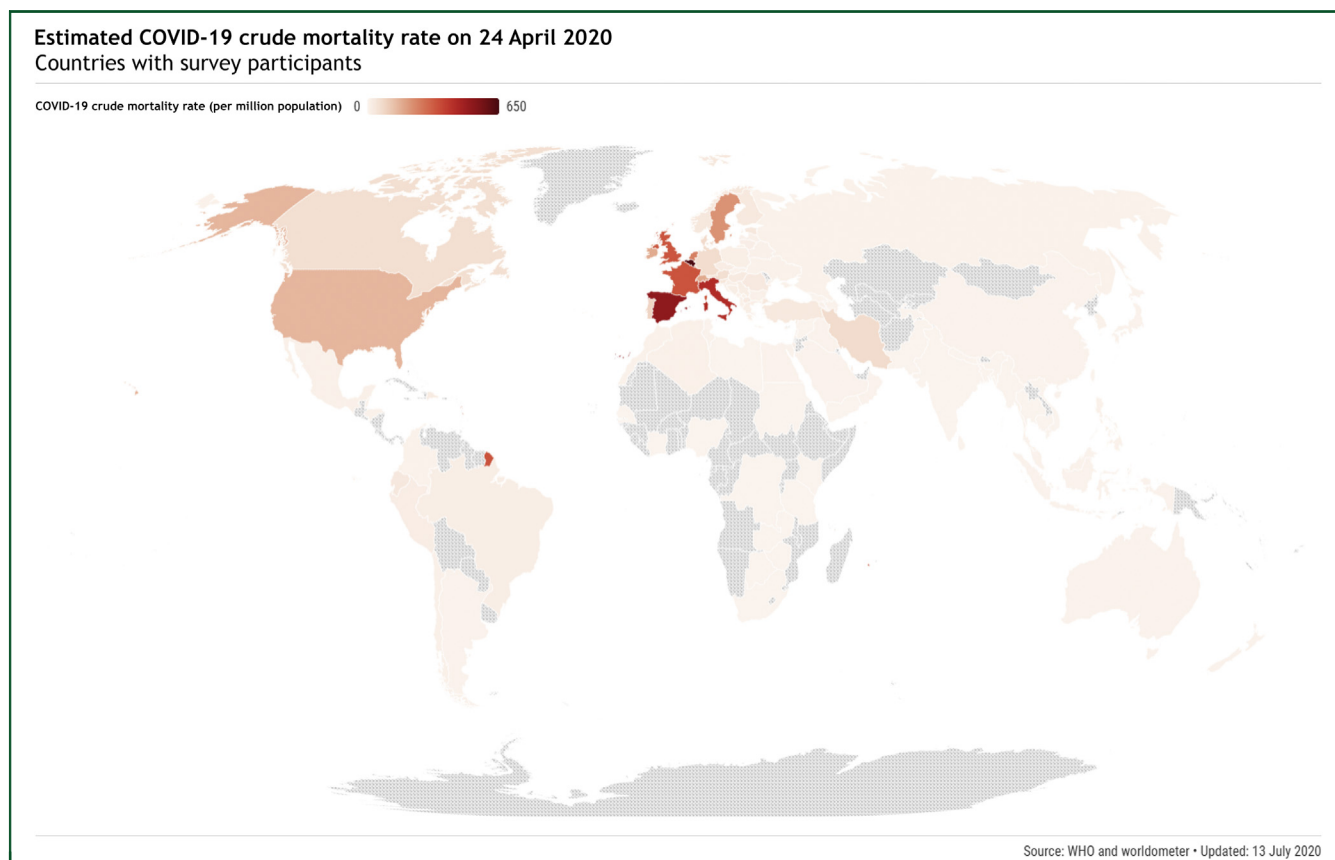 Estimated COVID-19 crude mortality rate on 24 April 2020
Countries with survey participants
COVID-19 crude mortality rate (per million population) 0 650
Source: WHO and worldometer • Updated: 13 July 2020